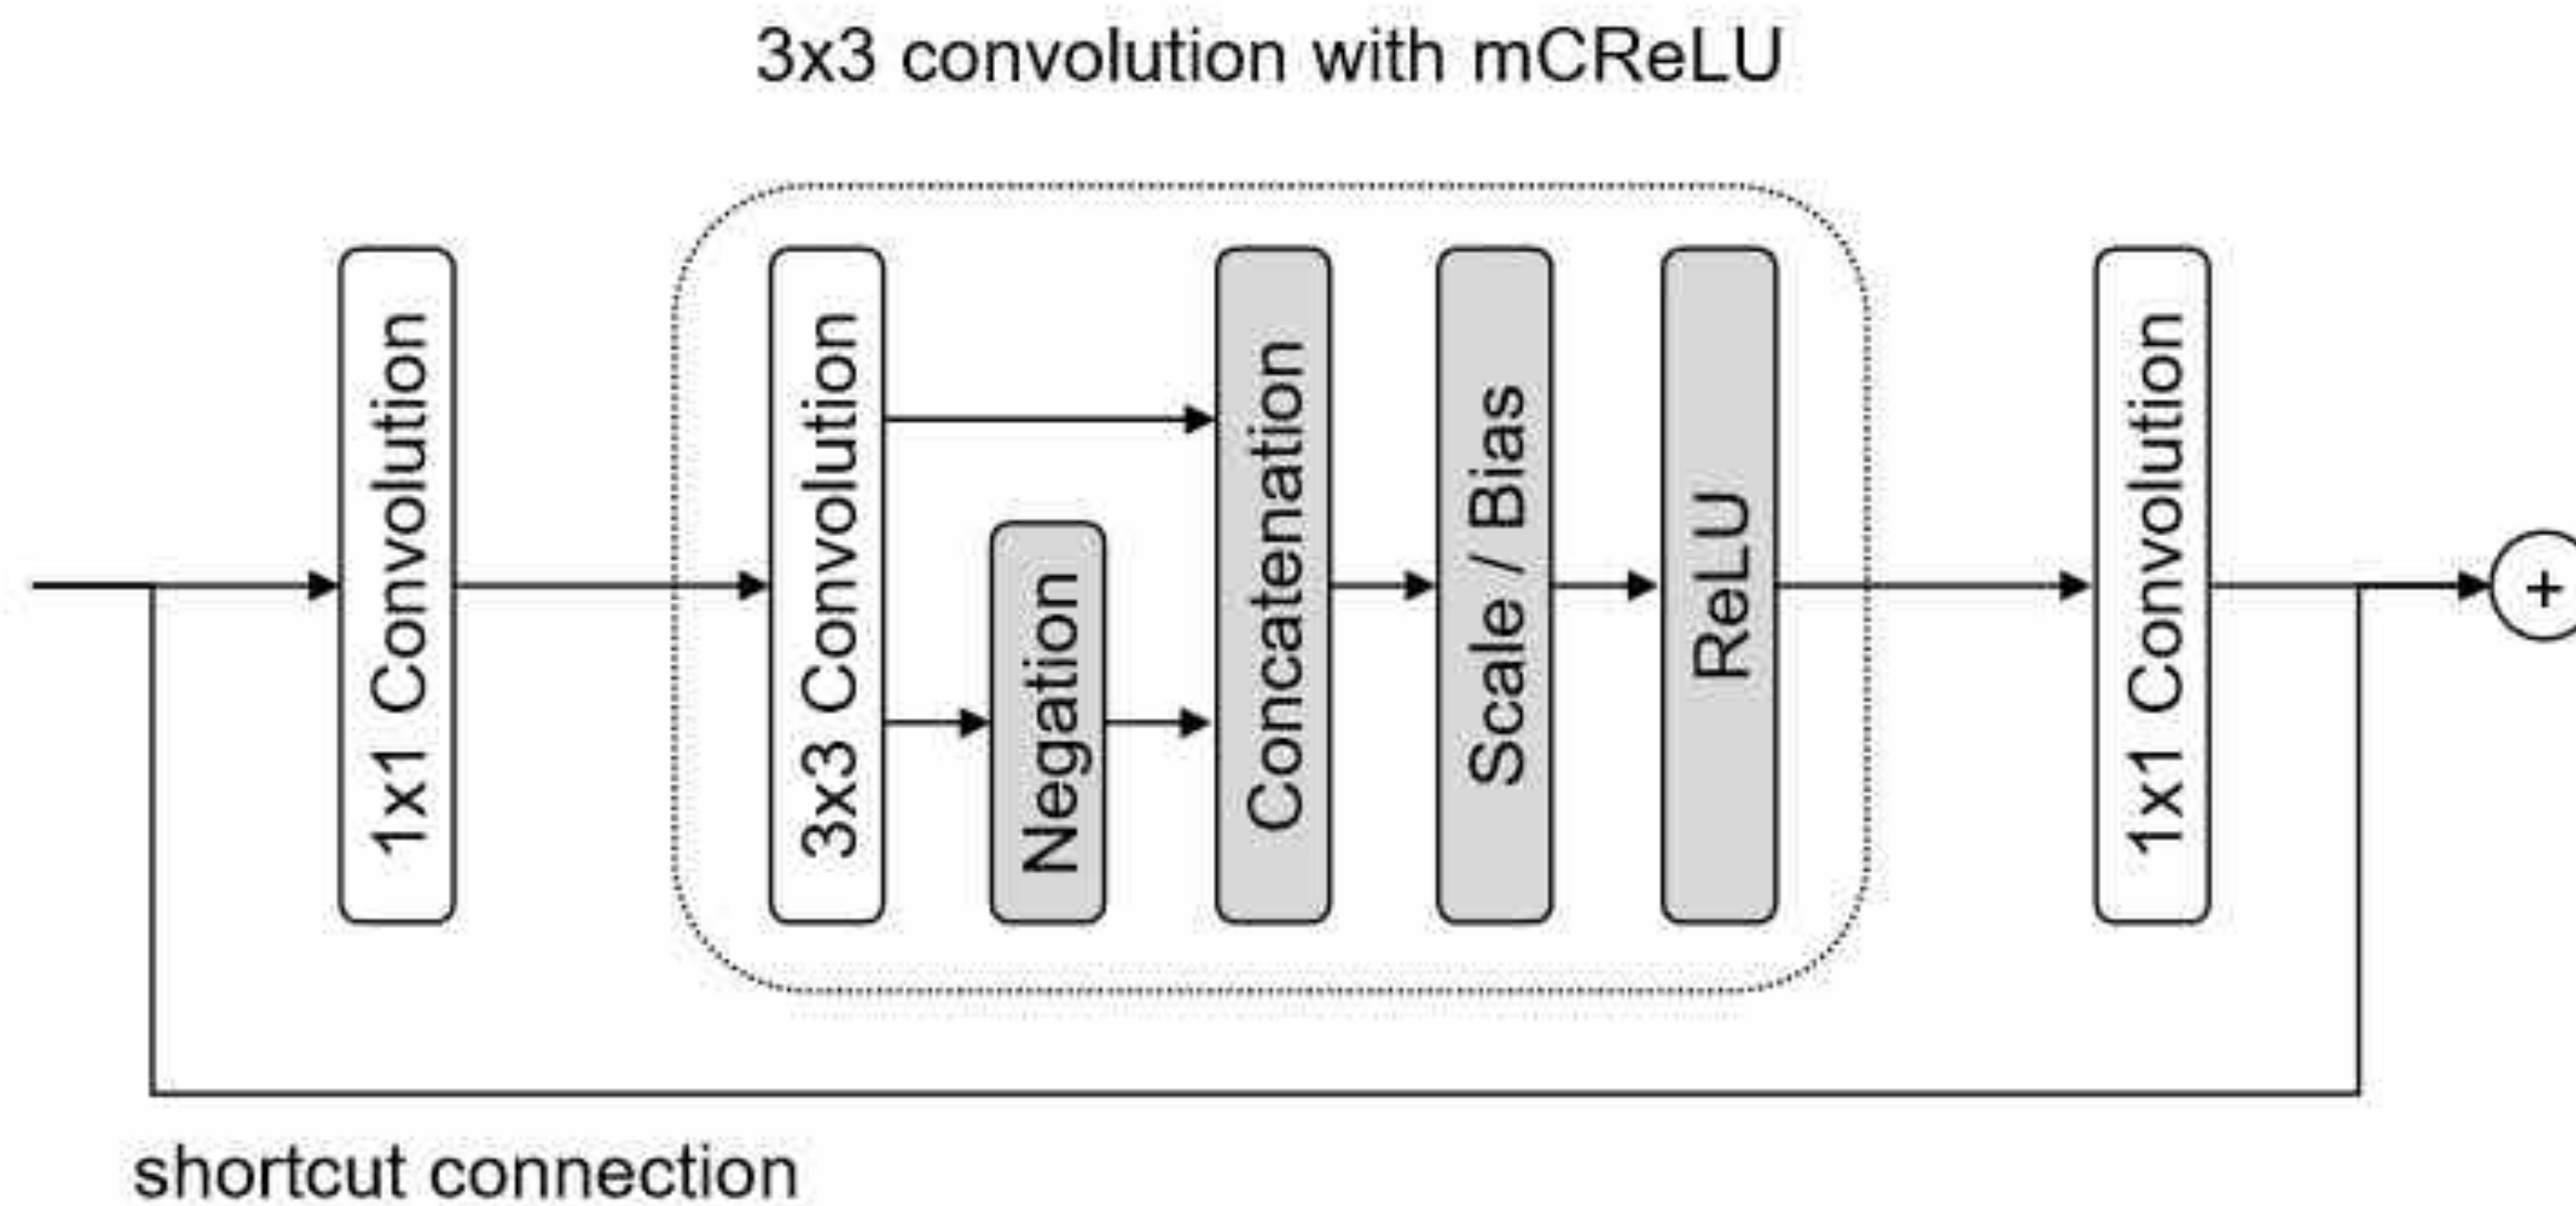 3x3 convolution with mCReLU
1x1 Convolution
3x3 Convolution
Negation
Concatenation
Scale / Bias
ReLU
1x1 Convolution
+
shortcut connection